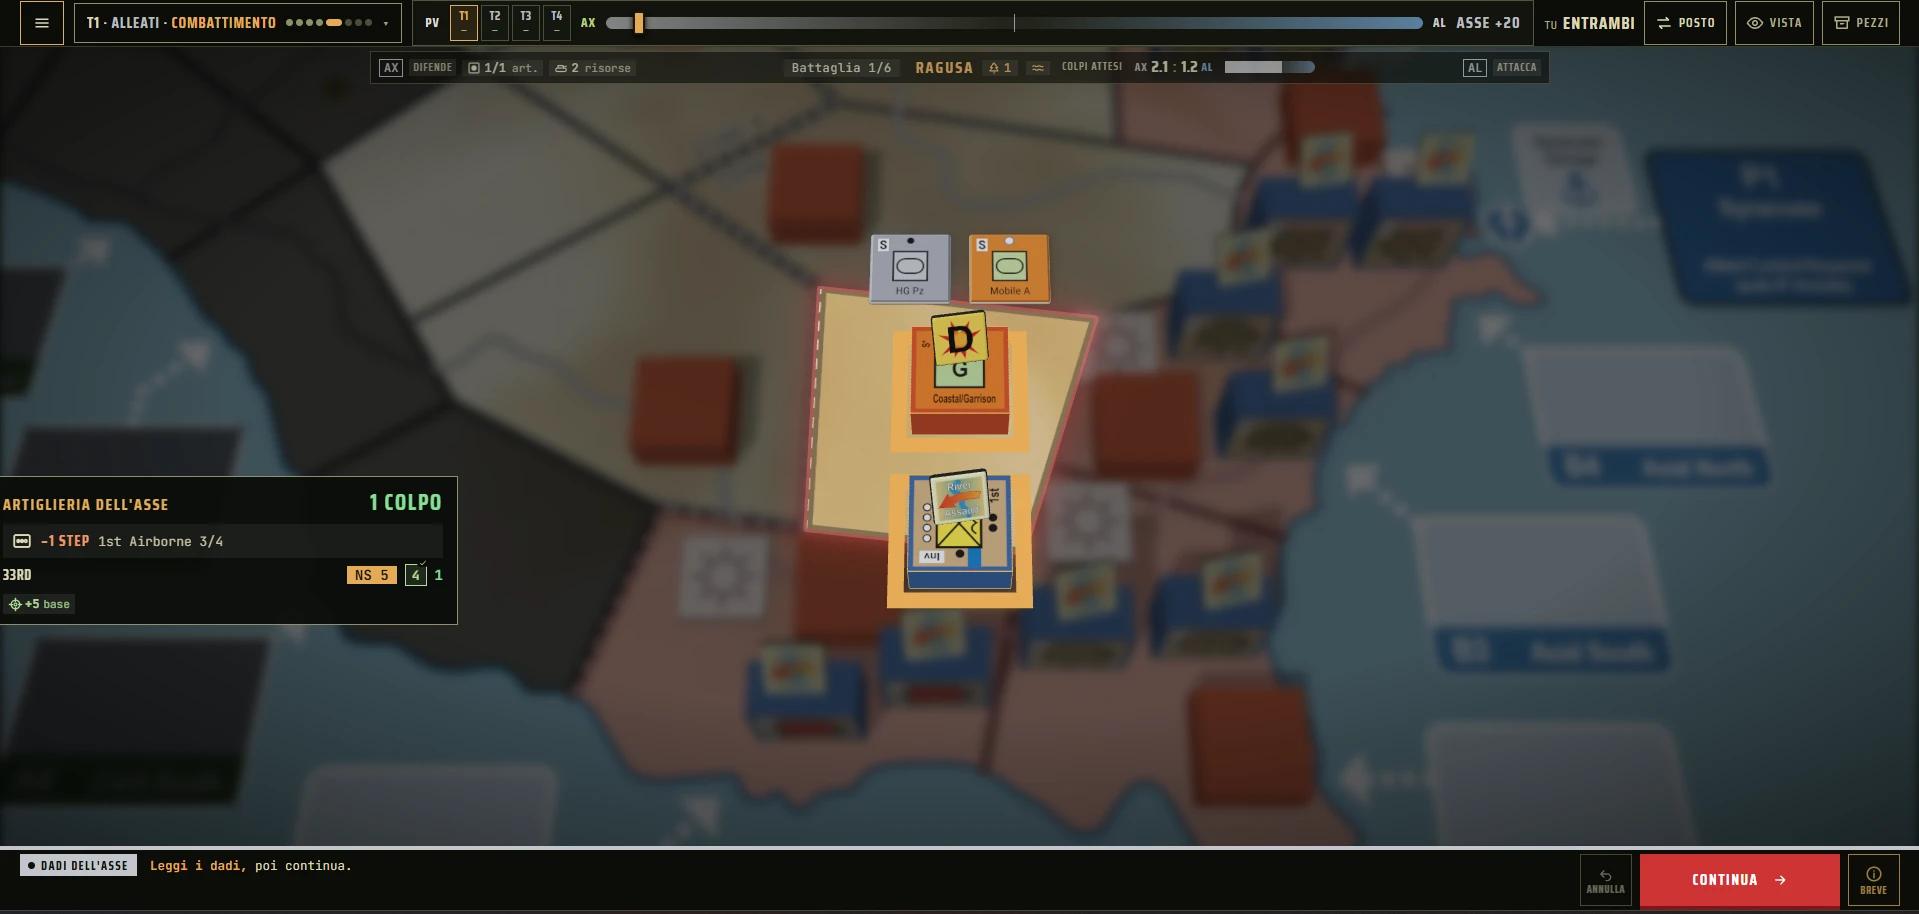 T1 · ALLEATI · COMBATTIMENTO
PV
T1
–
T2
–
T3
–
T4
–
AX
AL
ASSE +20
TU ENTRAMBI
POSTO
VISTA
PEZZI
AX
DIFENDE
1/1 art.
2 risorse
Battaglia 1/6
RAGUSA
1
COLPI ATTESI
AX 2.1 : 1.2 AL
AL
ATTACCA
S
HG Pz
S
Mobile A
D
G
Coastal/Garrison
River
Assault
1st
Inv
ARTIGLIERIA DELL'ASSE
1 COLPO
-1 STEP 1st Airborne 3/4
33RD
NS 5
4
1
+5 base
DADI DELL'ASSE
Leggi i dadi, poi continua.
ANNULLA
CONTINUA →
BREVE